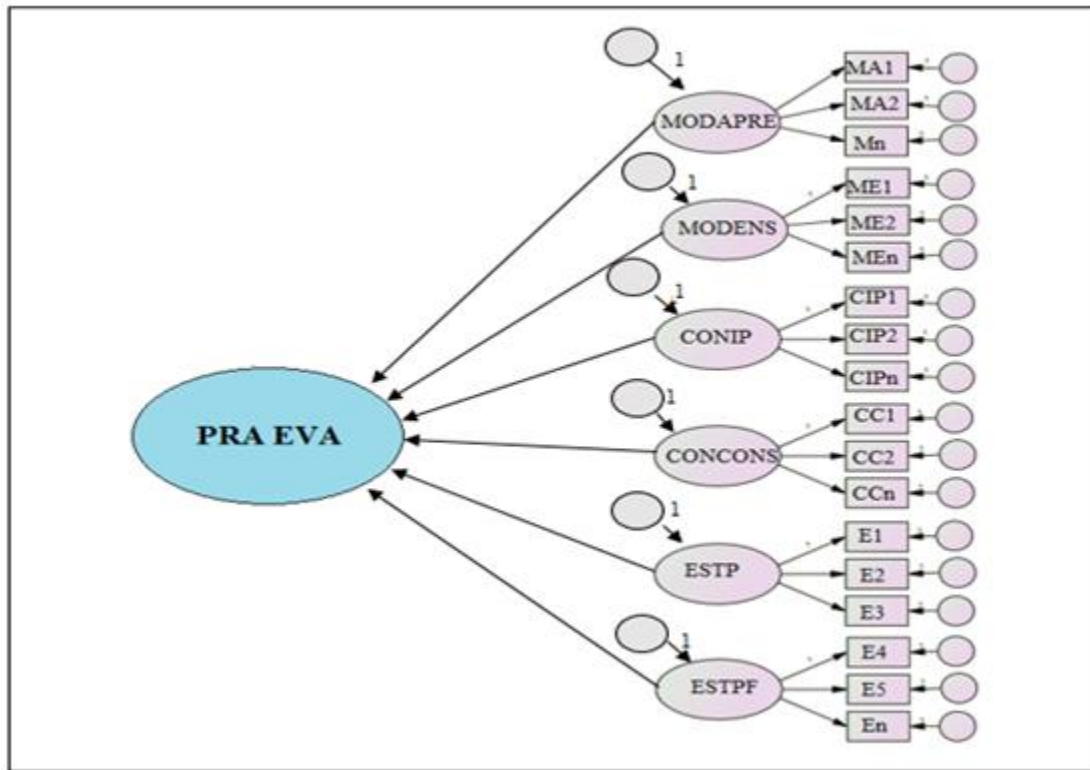 1
MA1
MODAPRE
MA2
Mn
1
ME1
MODENS
ME2
MEn
1
CIP1
CONIP
CIP2
CIPn
1
CC1
PRA EVA
CONCONS
CC2
CCn
1
E1
ESTP
E2
E3
1
E4
ESTPF
E5
En